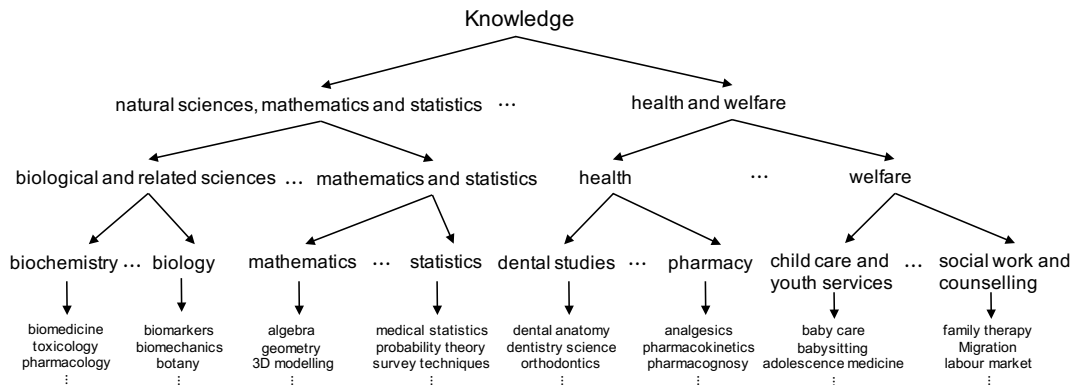 Knowledge
natural sciences, mathematics and statistics ... health and welfare
biological and related sciences ... mathematics and statistics health ... welfare
biochemistry ... biology mathematics ... statistics dental studies ... pharmacy child care and youth services ... social work and counselling
biomedicine
toxicology
pharmacology
⋮
biomarkers
biomechanics
botany
⋮
algebra
geometry
3D modelling
⋮
medical statistics
probability theory
survey techniques
⋮
dental anatomy
dentistry science
orthodontics
⋮
analgesics
pharmacokinetics
pharmacognosy
⋮
baby care
babysitting
adolescence medicine
⋮
family therapy
Migration
labour market
⋮